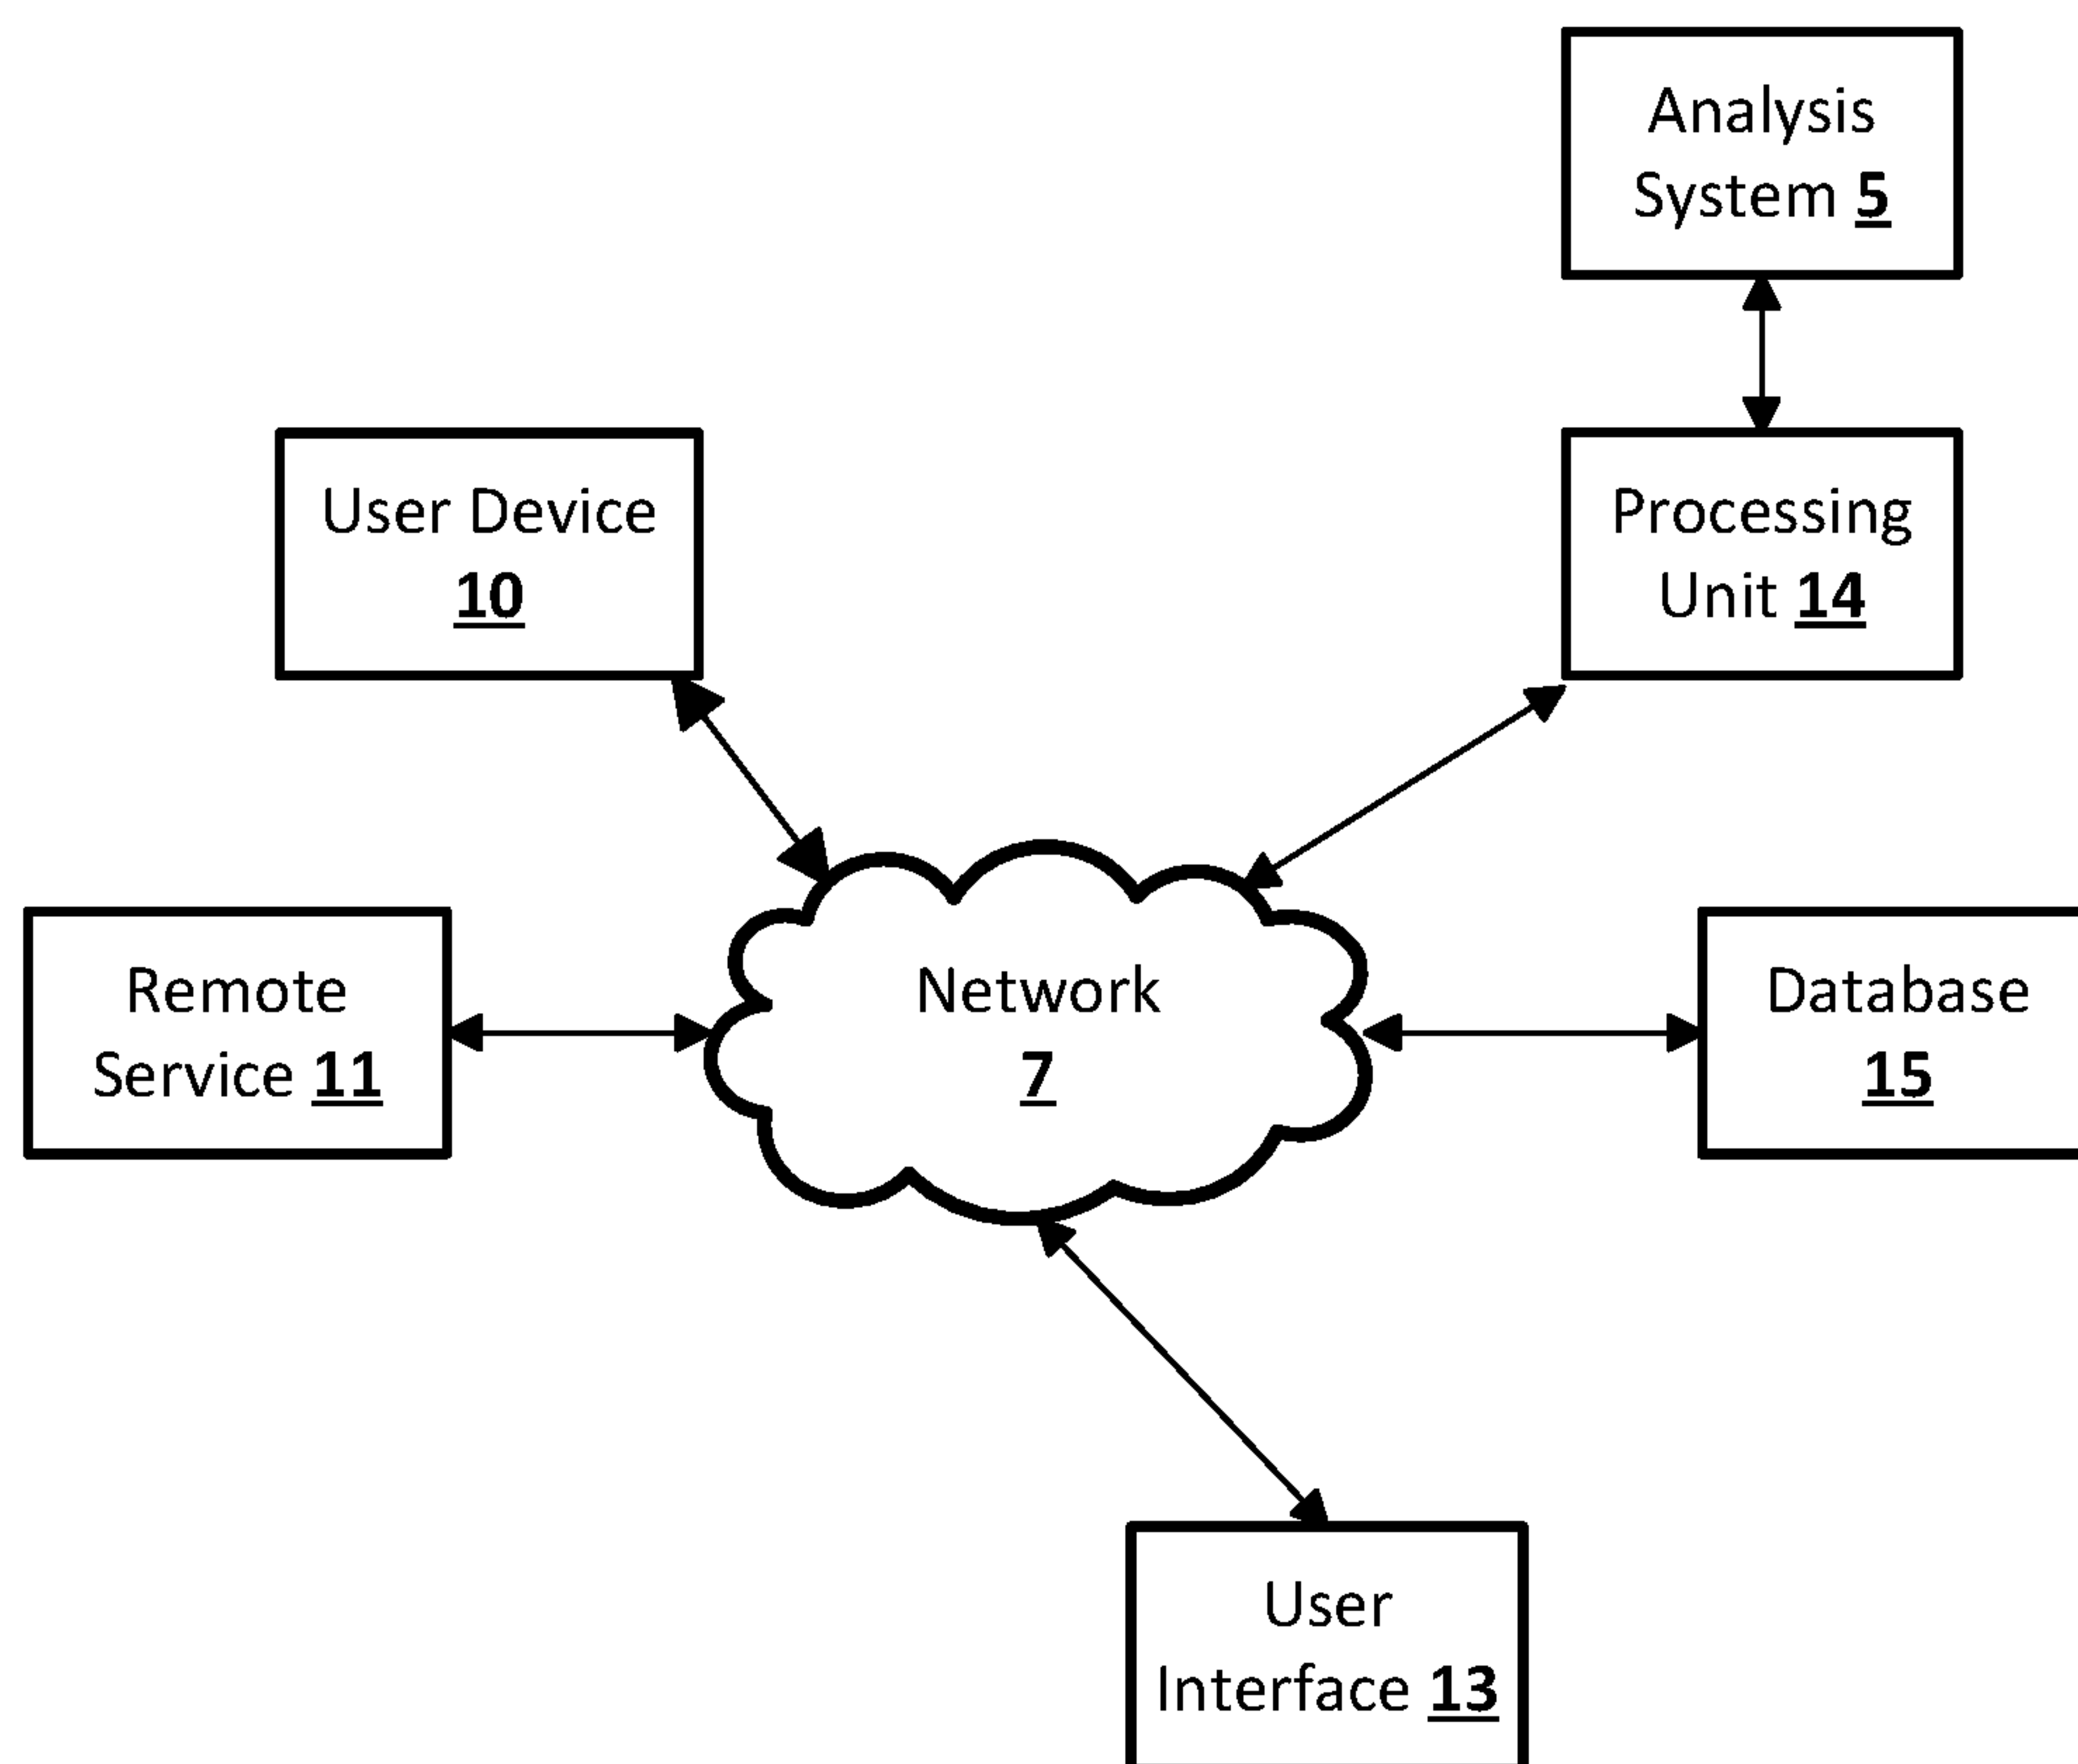 Analysis
System 5
User Device
10
Processing
Unit 14
Remote
Service 11
Network
7
Database
15
User
Interface 13